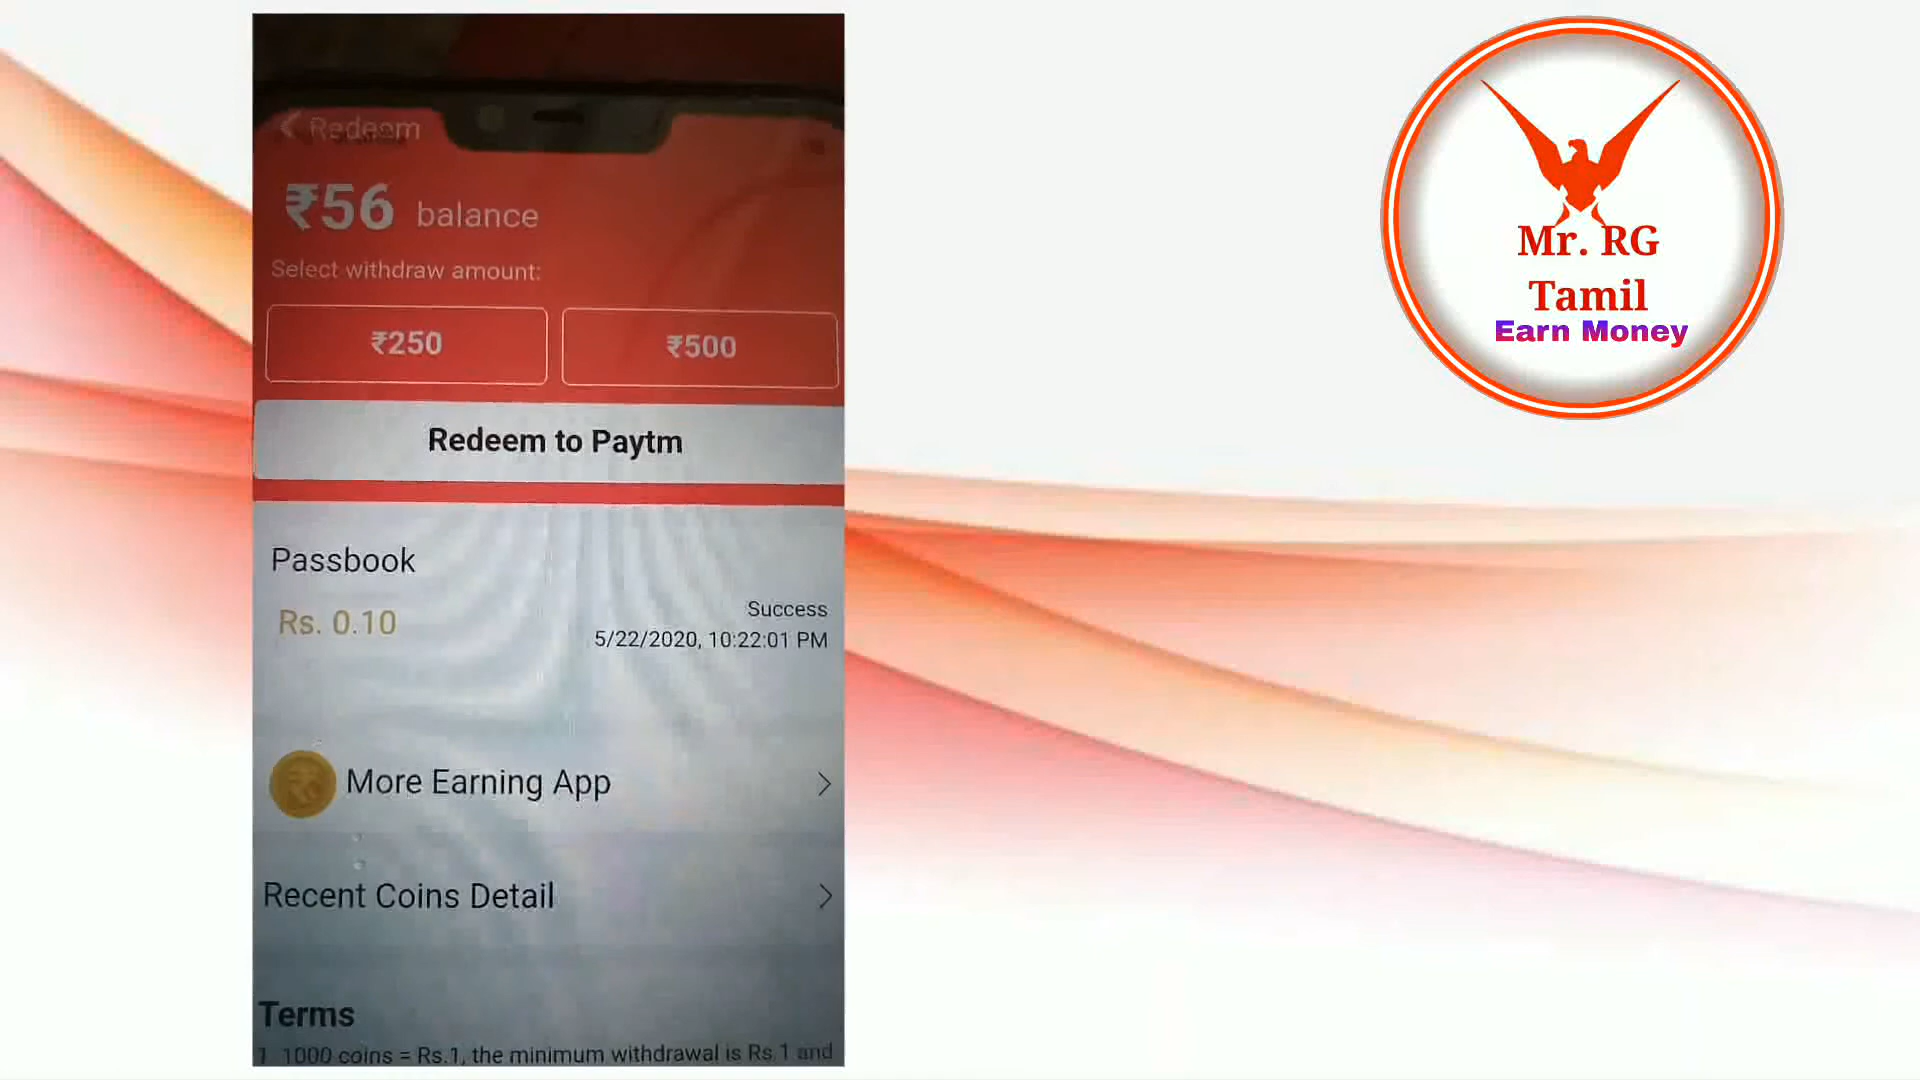 Redeem
₹56 balance
Select withdraw amount:
₹250
₹500
Redeem to Paytm
Passbook
Rs. 0.10
Success
5/22/2020, 10:22:01 PM
More Earning App
Recent Coins Detail
Terms
1 1000 coins = Rs.1, the minimum withdrawal is Rs 1 and
Mr. RG
Tamil
Earn Money